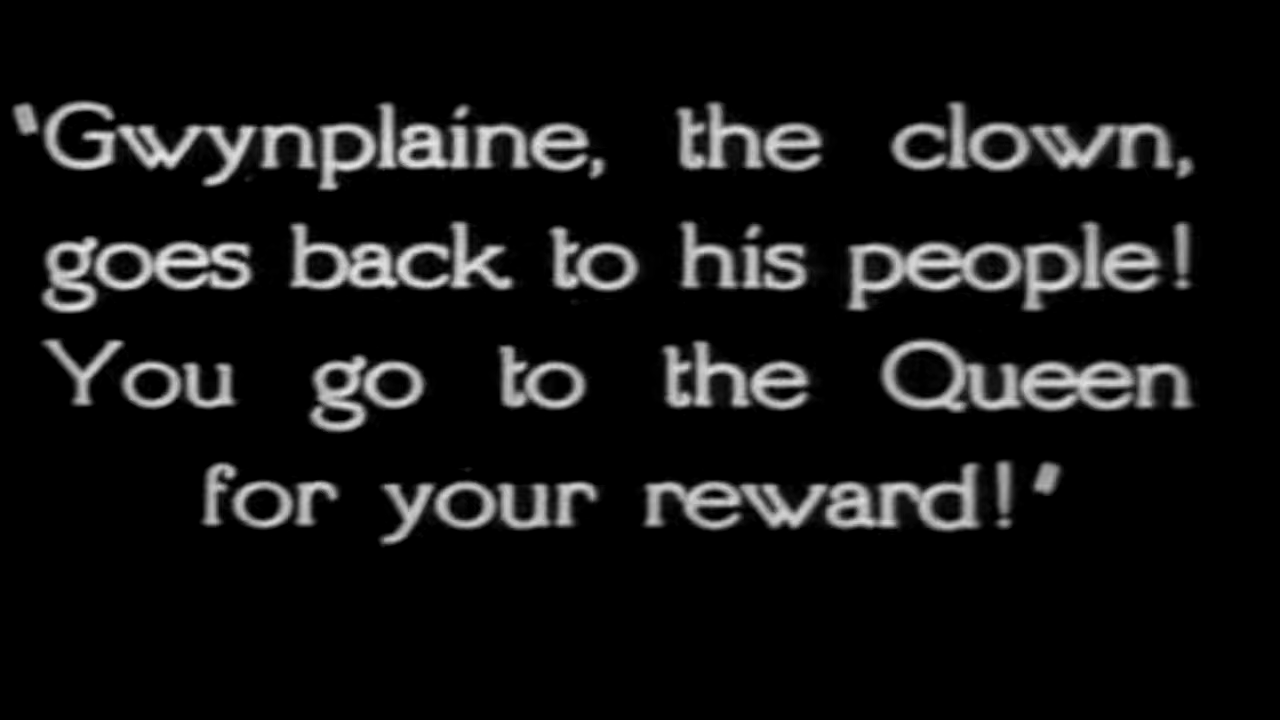 "Gwynplaine, the clown,
goes back to his people!
You go to the Queen
for your reward!"